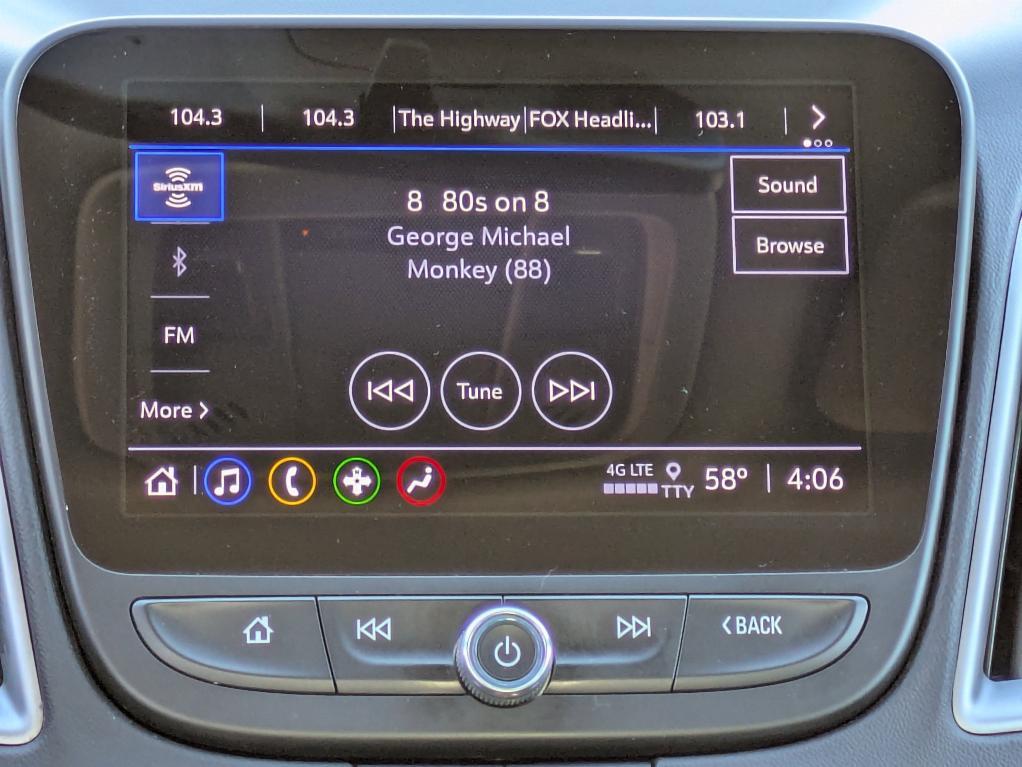 104.3 104.3 The Highway FOX Headli... 103.1
SiriusXM
8 80s on 8
George Michael
Monkey (88)
Sound
Browse
FM
More
Tune
4G LTE
TTY
58° 4:06
BACK